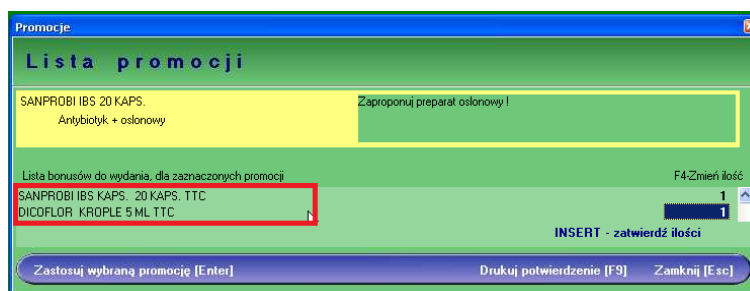 Promocje
Lista promocji
SANPROBI IBS 20 KAPS.
Zaproponuj preparat oslonowy !
Antybiotyk + oslonowy
Lista bonusów do wydania, dla zaznaczonych promocji
F4-Zmień ilość
SANPROBI IBS KAPS. 20 KAPS. TTC 1
DICOFLOR KROPLE 5 ML TTC 1
INSERT - zatwierdź ilości
Zastosuj wybraną promocję [Enter] Drukuj potwierdzenie [F9] Zamknij [Esc]